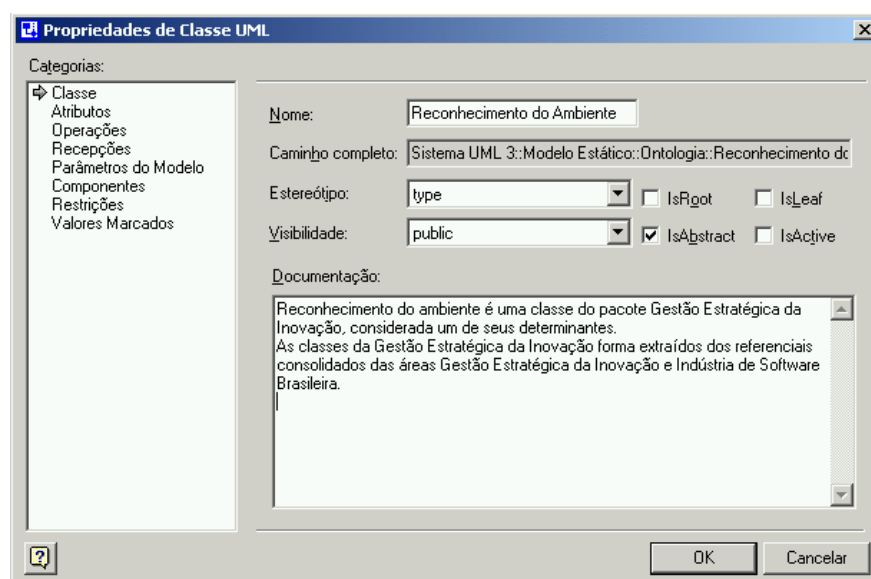 Propriedades de Classe UML
Categorias:
Classe
Atributos
Operações
Recepções
Parâmetros do Modelo
Componentes
Restrições
Valores Marcados
Nome: Reconhecimento do Ambiente
Caminho completo: Sistema UML 3::Modelo Estático::Ontologia::Reconhecimento dc
Estereótipo: type IsRoot IsLeaf
Visibilidade: public IsAbstract IsActive
Documentação:
Reconhecimento do ambiente é uma classe do pacote Gestão Estratégica da
Inovação, considerada um de seus determinantes.
As classes da Gestão Estratégica da Inovação forma extraídos dos referenciais
consolidados das áreas Gestão Estratégica da Inovação e Indústria de Software
Brasileira.
OK Cancelar